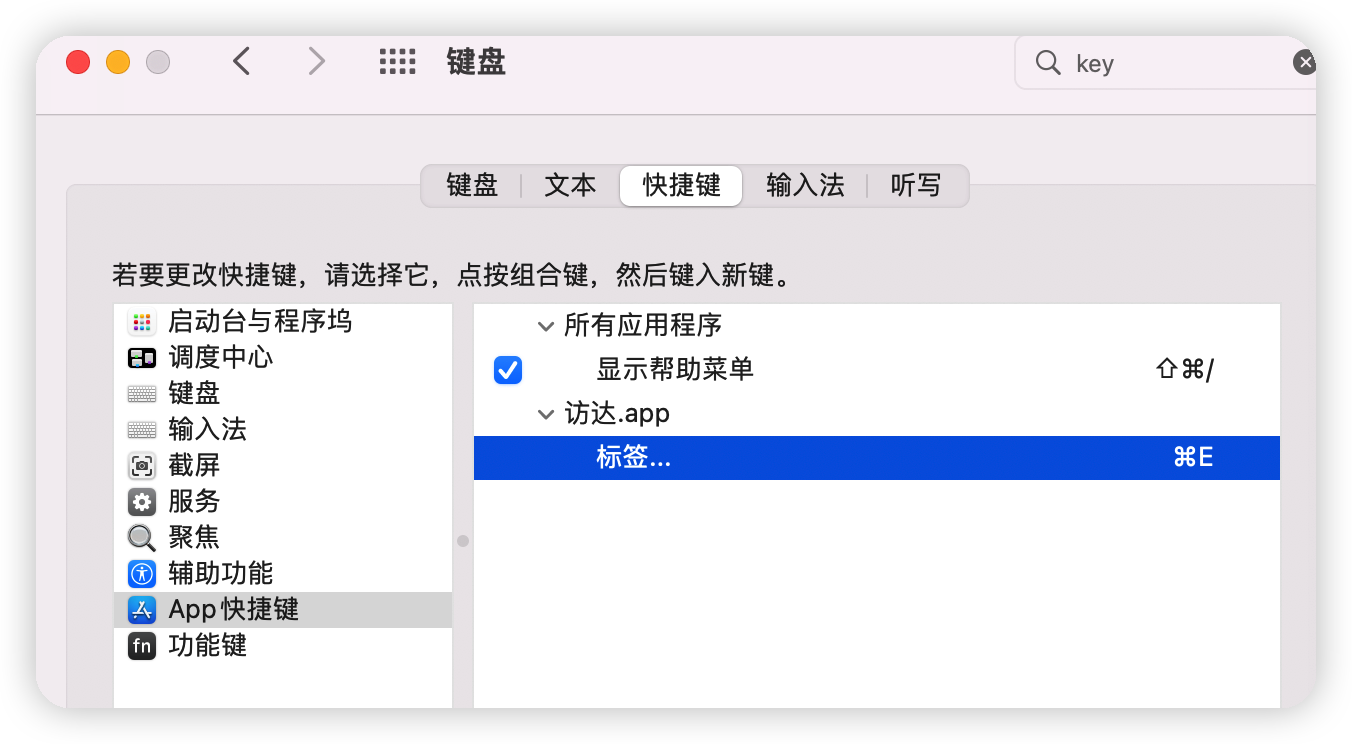 键盘
key
键盘 文本 快捷键 输入法 听写
若要更改快捷键，请选择它，点按组合键，然后键入新键。
启动台与程序坞
调度中心
键盘
输入法
截屏
服务
聚焦
辅助功能
App快捷键
fn 功能键
所有应用程序
显示帮助菜单 ⇧⌘/
访达.app
标签... ⌘E